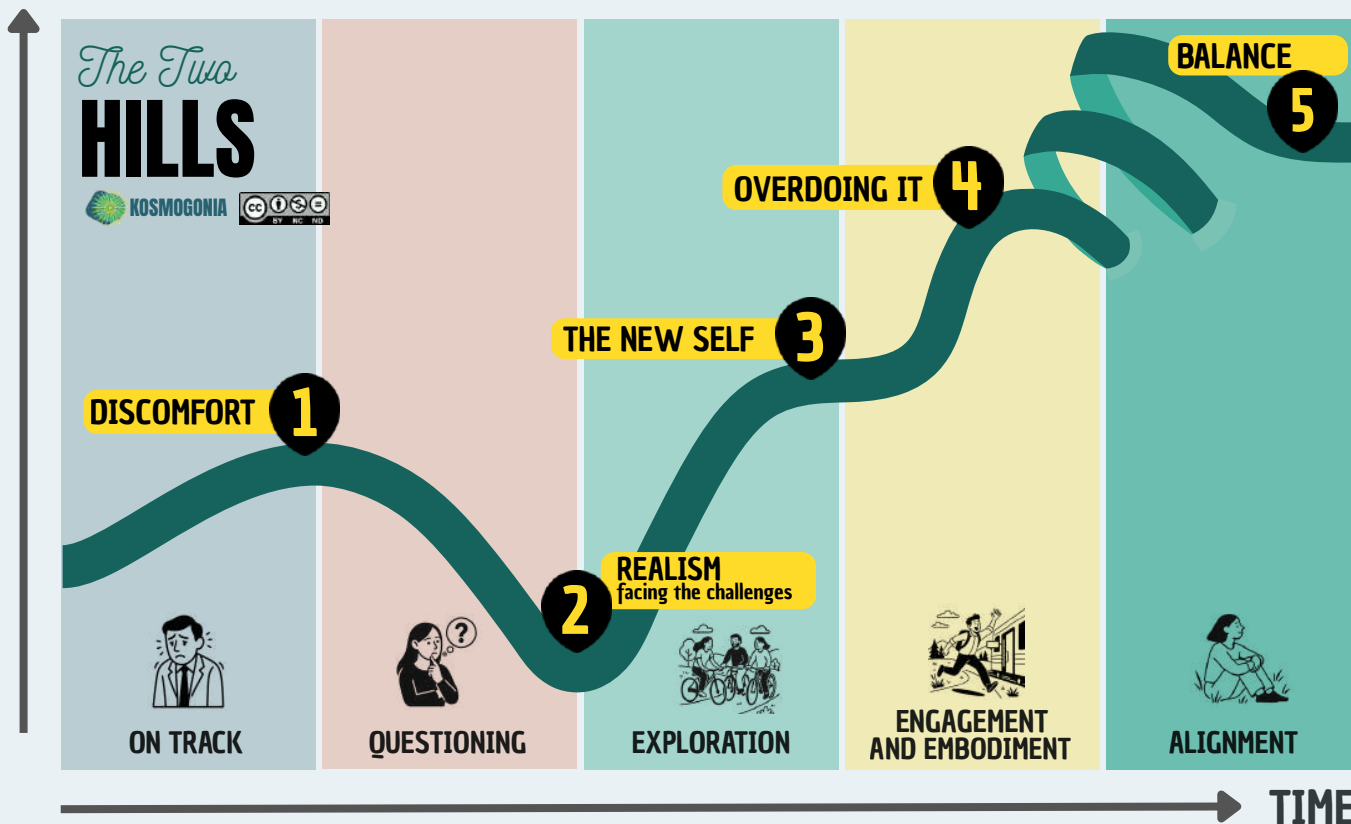 The Two
HILLS
KOSMOGONIA
cc
BY NC ND
BALANCE
5
OVERDOING IT
4
THE NEW SELF
3
DISCOMFORT
1
REALISM
facing the challenges
2
?
ON TRACK
QUESTIONING
EXPLORATION
ENGAGEMENT
AND EMBODIMENT
ALIGNMENT
TIME